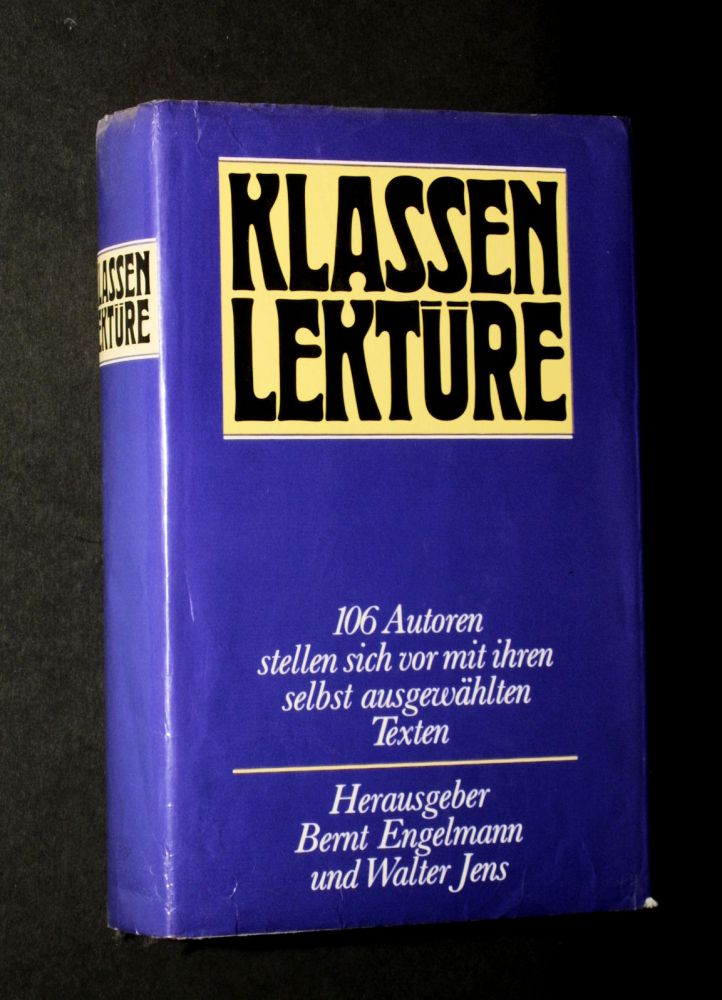 KLASSEN
LEKTÜRE
106 Autoren
stellen sich vor mit ihren
selbst ausgewählten
Texten
Herausgeber
Bernt Engelmann
und Walter Jens
KLASSEN
LEKTÜRE